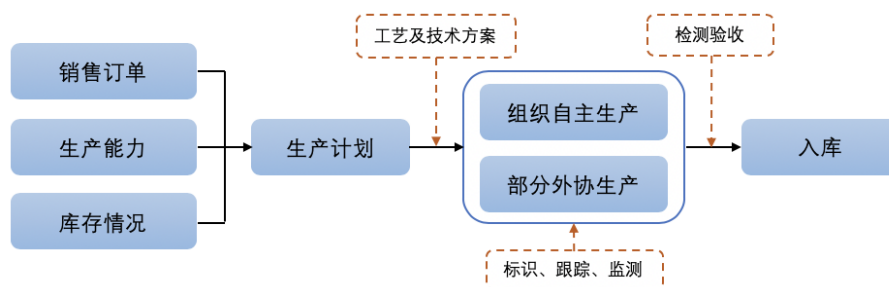 工艺及技术方案
检测验收
销售订单
生产能力
库存情况
生产计划
组织自主生产
部分外协生产
入库
标识、跟踪、监测